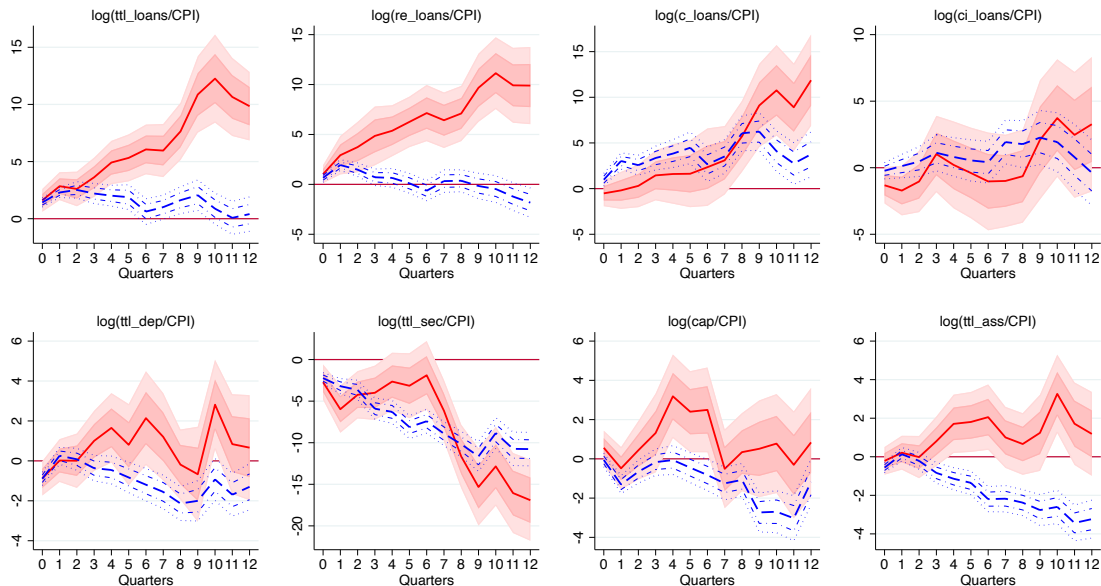 log(ttl_loans/CPI)
15
10
5
0
0 1 2 3 4 5 6 7 8 9 10 11 12
Quarters
log(re_loans/CPI)
15
10
5
0
-5
0 1 2 3 4 5 6 7 8 9 10 11 12
Quarters
log(c_loans/CPI)
15
10
5
0
-5
0 1 2 3 4 5 6 7 8 9 10 11 12
Quarters
log(ci_loans/CPI)
10
5
0
-5
0 1 2 3 4 5 6 7 8 9 10 11 12
Quarters
log(ttl_dep/CPI)
6
4
2
0
-2
-4
0 1 2 3 4 5 6 7 8 9 10 11 12
Quarters
log(ttl_sec/CPI)
0
-5
-10
-15
-20
0 1 2 3 4 5 6 7 8 9 10 11 12
Quarters
log(cap/CPI)
6
4
2
0
-2
-4
0 1 2 3 4 5 6 7 8 9 10 11 12
Quarters
log(ttl_ass/CPI)
6
4
2
0
-2
-4
0 1 2 3 4 5 6 7 8 9 10 11 12
Quarters